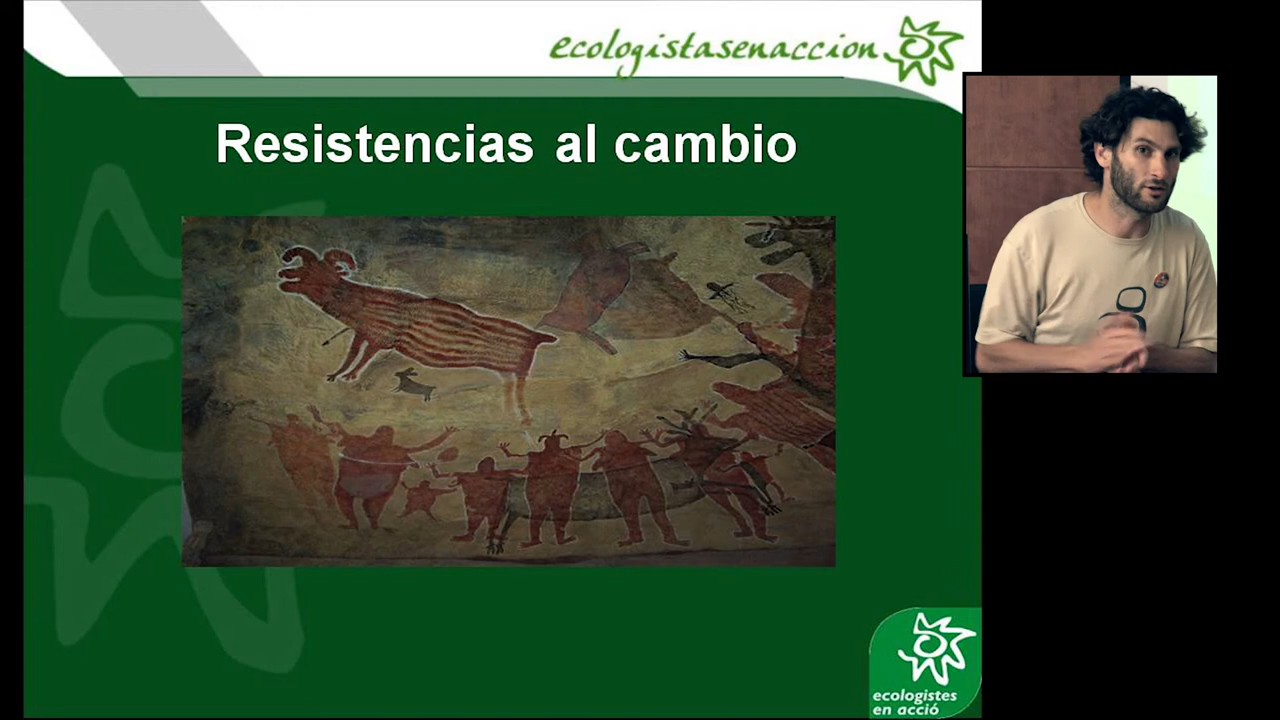 ecologistasenaccion
Resistencias al cambio
ecologistes
en acció